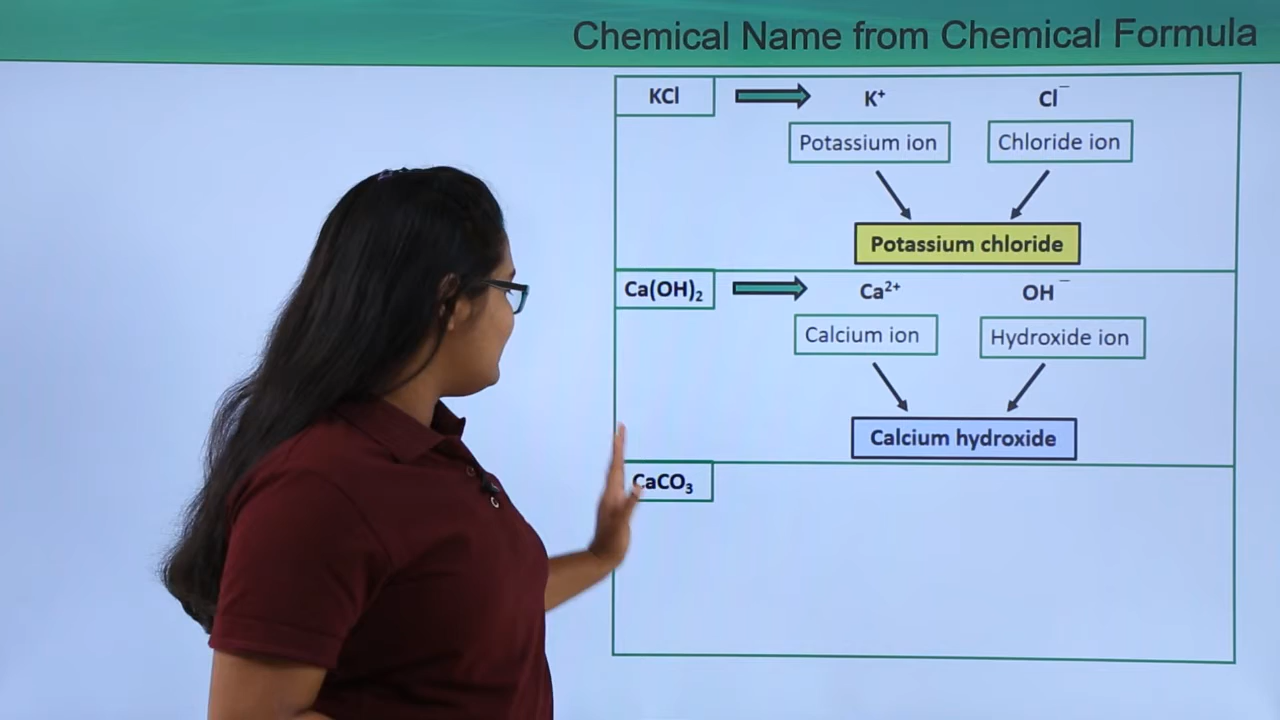 Chemical Name from Chemical Formula
KCl
K⁺
Cl⁻
Potassium ion
Chloride ion
Potassium chloride
Ca(OH)₂
Ca²⁺
OH⁻
Calcium ion
Hydroxide ion
Calcium hydroxide
CaCO₃